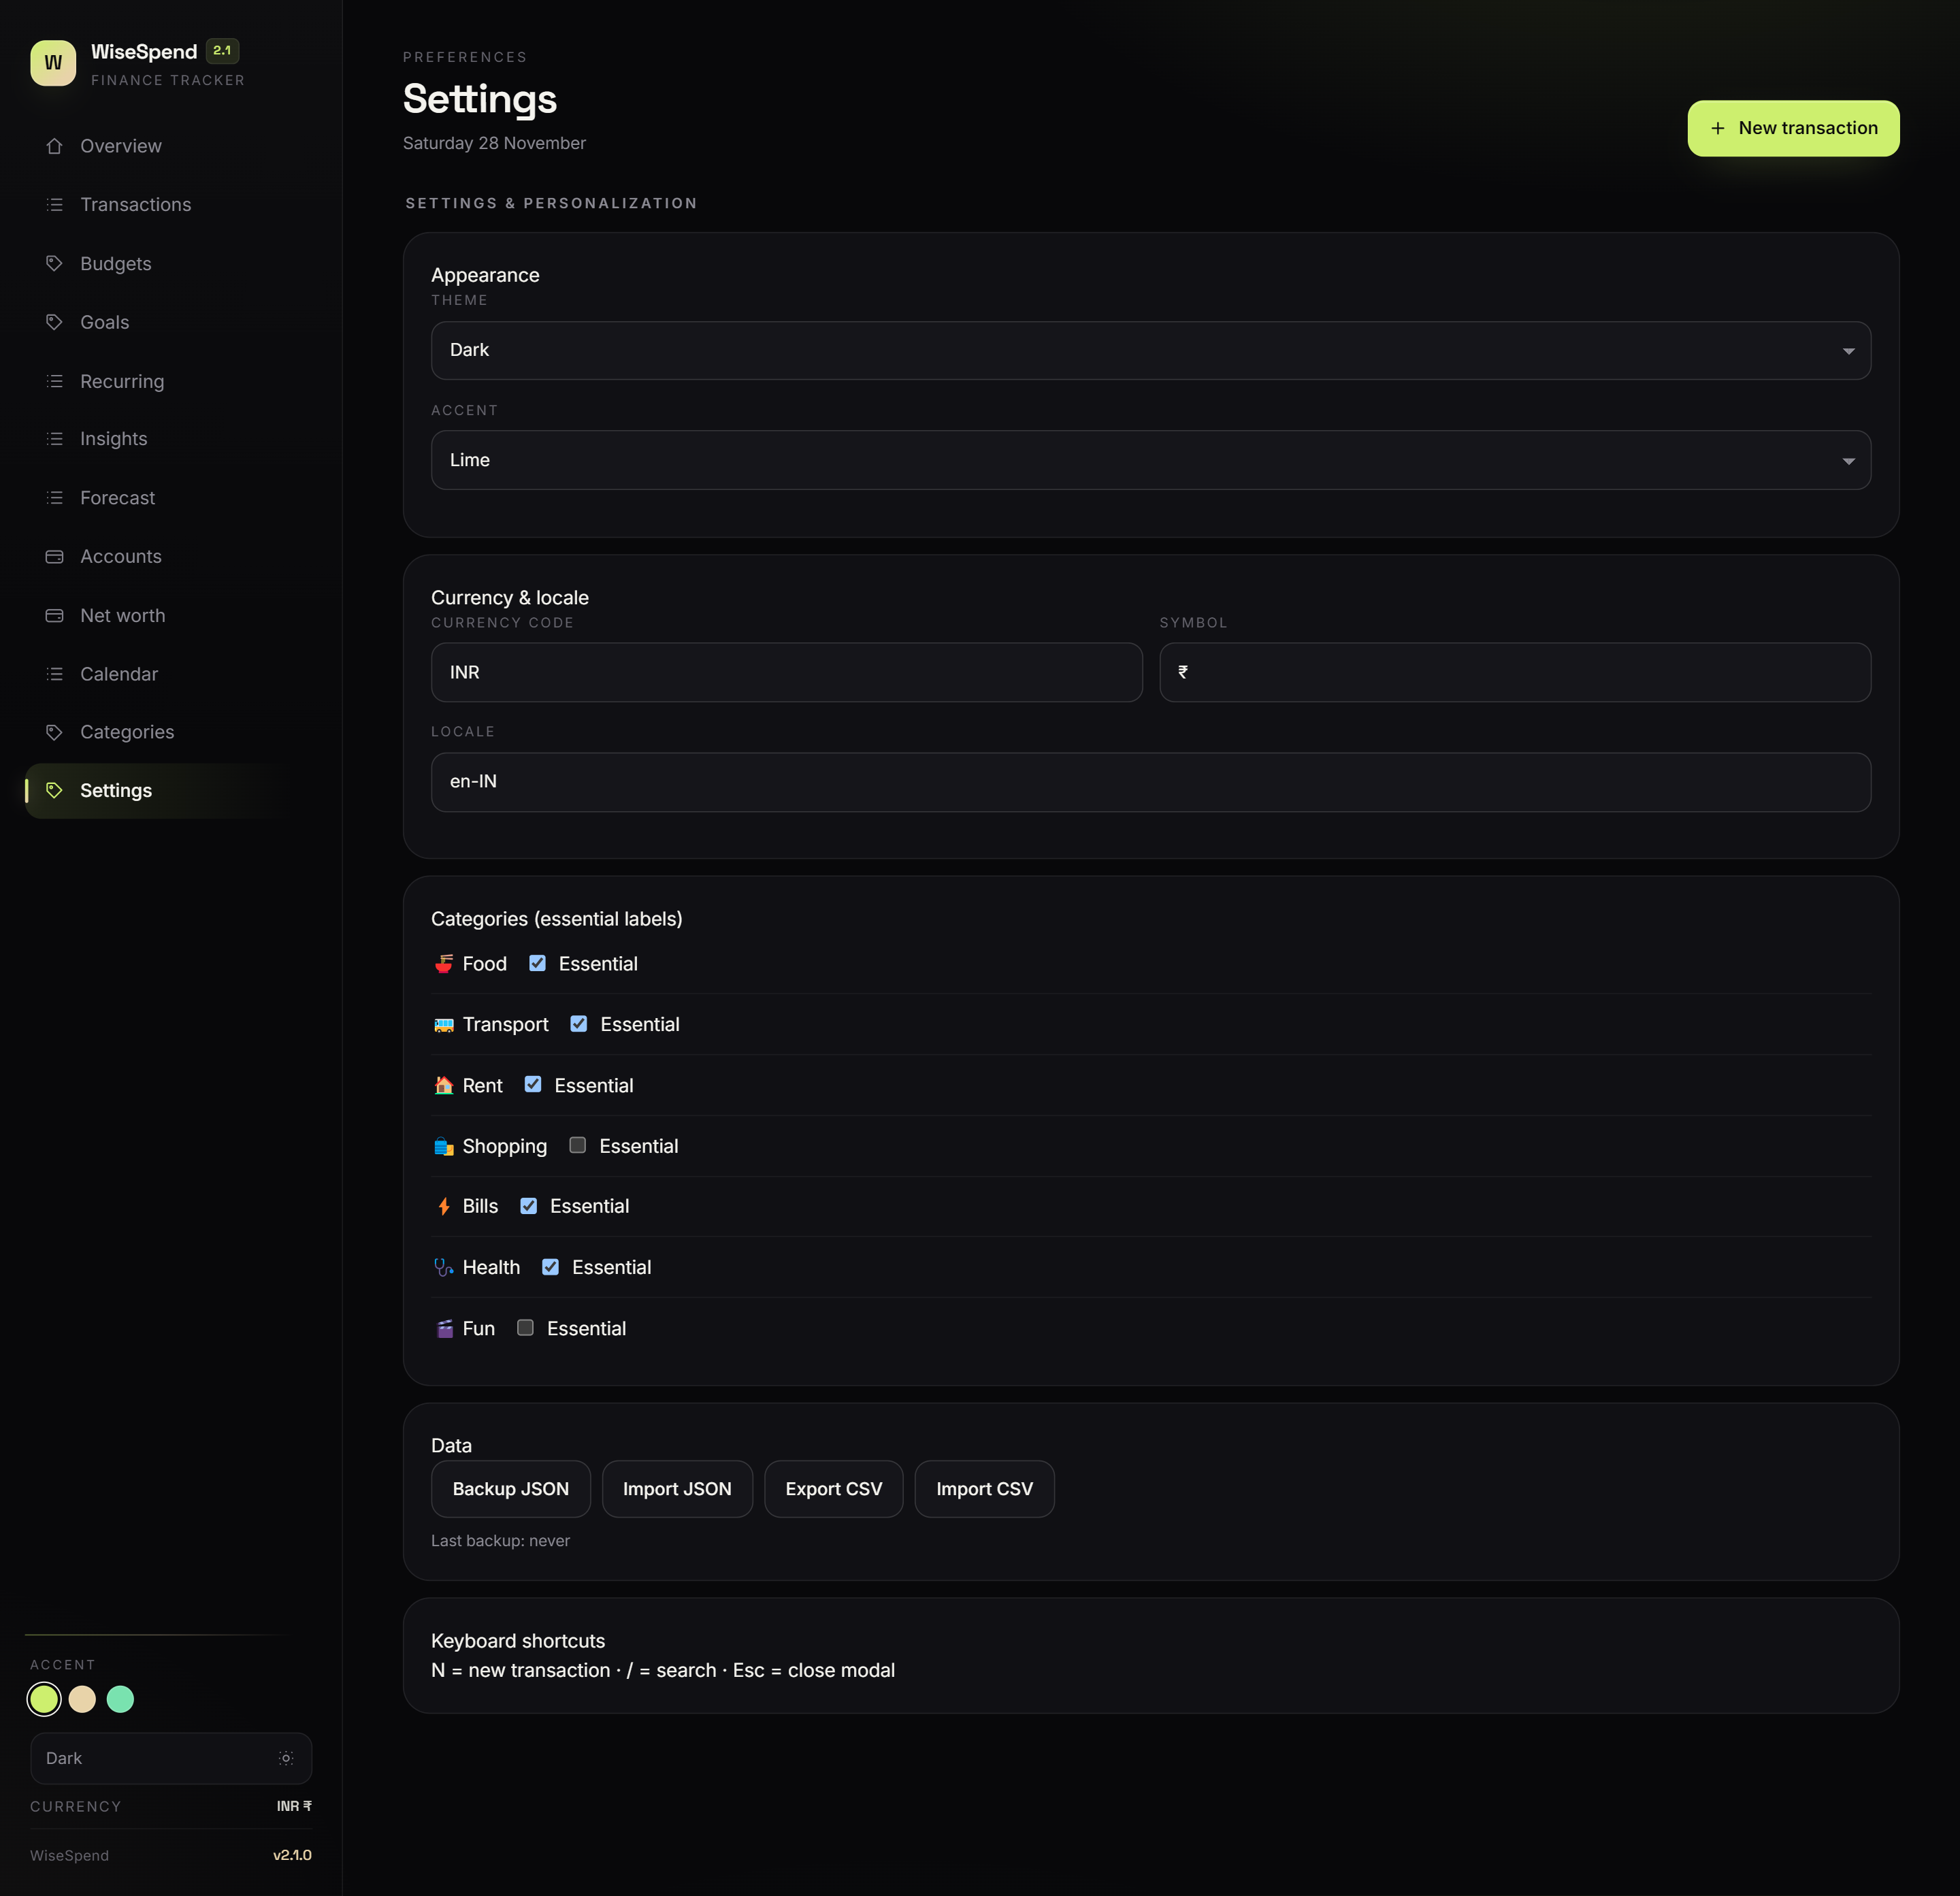 W
WiseSpend 2.1
FINANCE TRACKER
Overview
Transactions
Budgets
Goals
Recurring
Insights
Forecast
Accounts
Net worth
Calendar
Categories
Settings
ACCENT
Dark
CURRENCY INR ₹
WiseSpend v2.1.0
PREFERENCES
Settings
Saturday 28 November
+ New transaction
SETTINGS & PERSONALIZATION
Appearance
THEME
Dark
ACCENT
Lime
Currency & locale
CURRENCY CODE SYMBOL
INR ₹
LOCALE
en-IN
Categories (essential labels)
Food Essential
Transport Essential
Rent Essential
Shopping Essential
Bills Essential
Health Essential
Fun Essential
Data
Backup JSON Import JSON Export CSV Import CSV
Last backup: never
Keyboard shortcuts
N = new transaction · / = search · Esc = close modal